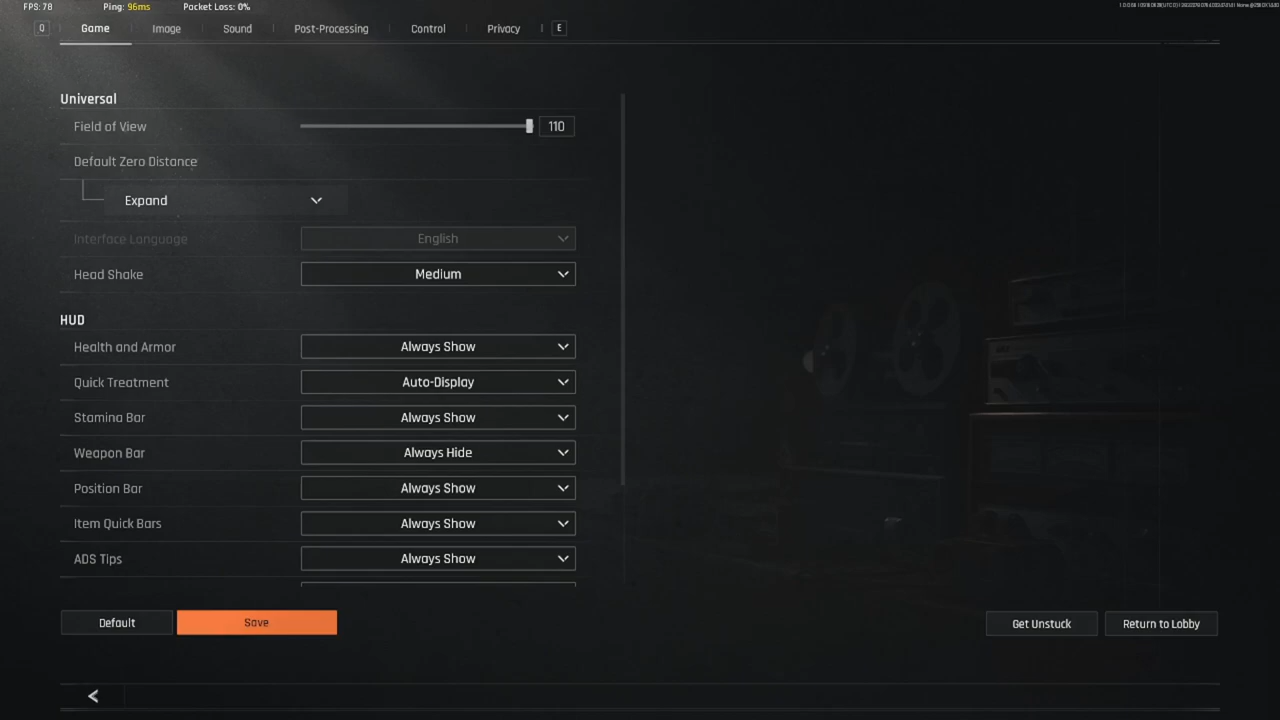 FPS: 78 Ping: 96ms Packet Loss: 0%
Q Game Image Sound Post-Processing Control Privacy E
Universal
Field of View 110
Default Zero Distance
Expand
Interface Language English
Head Shake Medium
HUD
Health and Armor Always Show
Quick Treatment Auto-Display
Stamina Bar Always Show
Weapon Bar Always Hide
Position Bar Always Show
Item Quick Bars Always Show
ADS Tips Always Show
Default Save Get Unstuck Return to Lobby